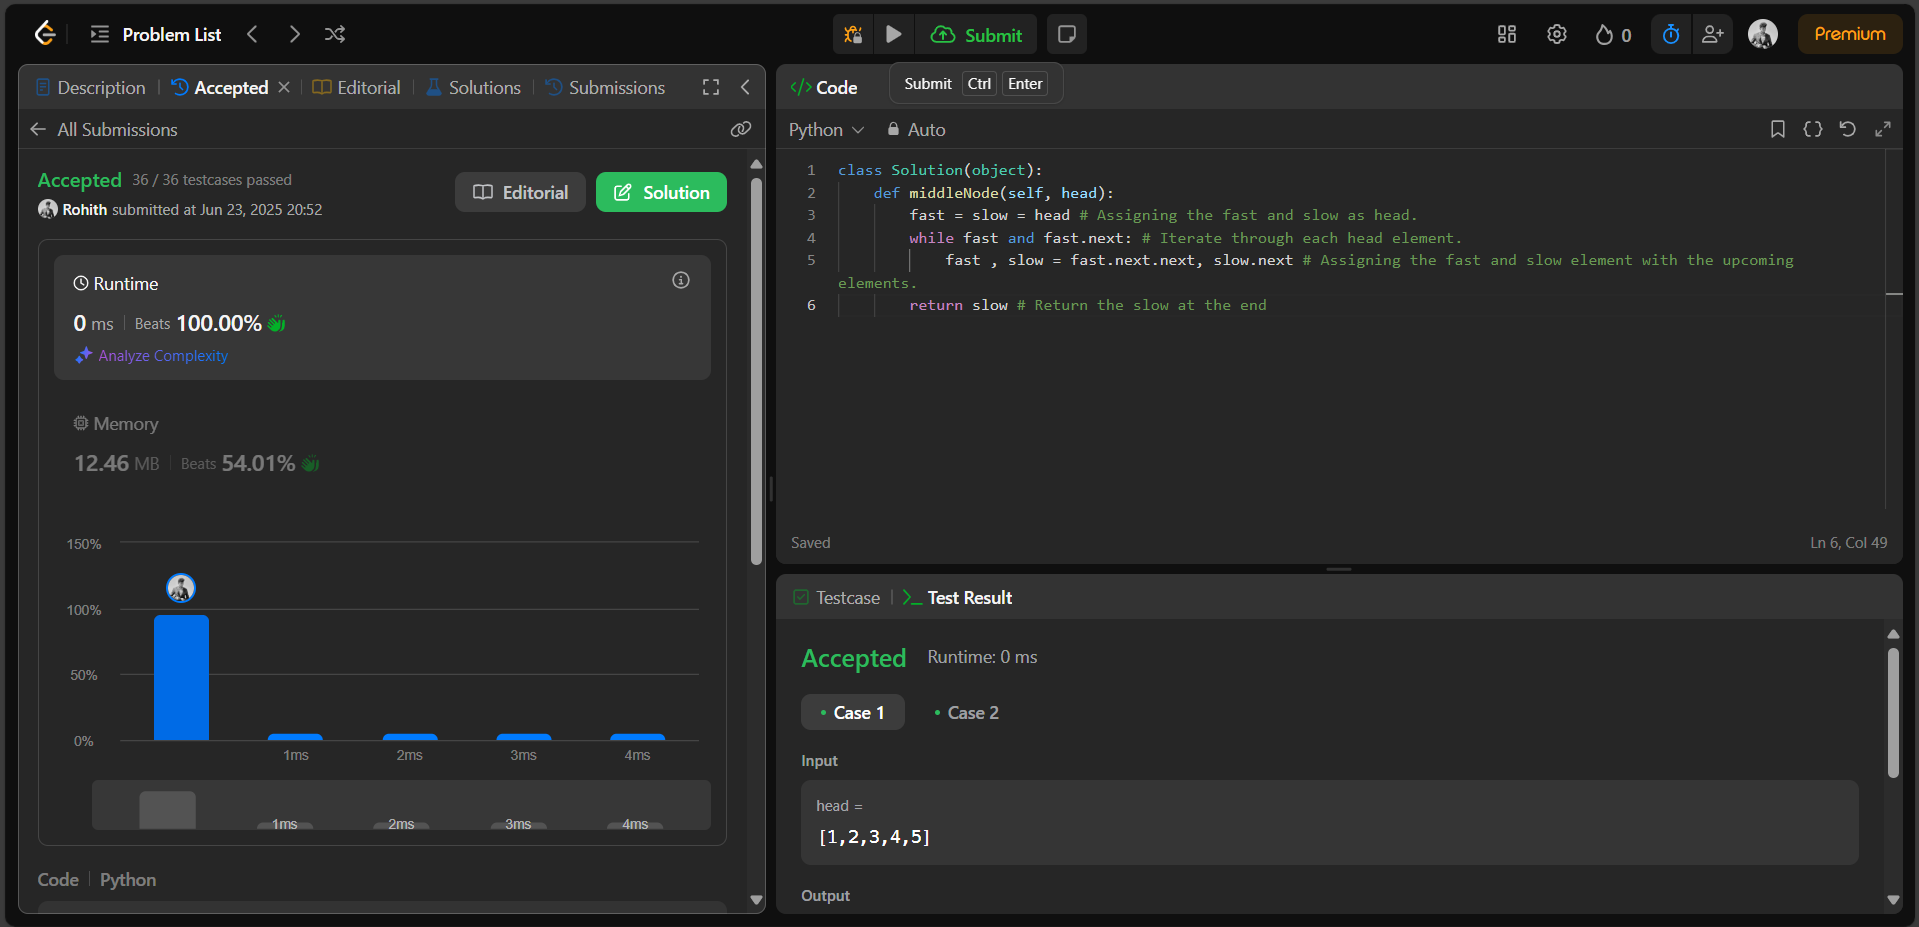 Problem List
Submit
0
Premium
Description
Accepted
Editorial
Solutions
Submissions
All Submissions
Accepted 36 / 36 testcases passed
Rohith submitted at Jun 23, 2025 20:52
Editorial
Solution
Runtime
0 ms Beats 100.00%
Analyze Complexity
Memory
12.46 MB Beats 54.01%
150%
100%
50%
0%
1ms 2ms 3ms 4ms
1ms 2ms 3ms 4ms
Code Python
</> Code
Submit Ctrl Enter
Python Auto
1 class Solution(object):
2 def middleNode(self, head):
3 fast = slow = head # Assigning the fast and slow as head.
4 while fast and fast.next: # Iterate through each head element.
5 fast , slow = fast.next.next, slow.next # Assigning the fast and slow element with the upcoming
elements.
6 return slow # Return the slow at the end
Saved
Ln 6, Col 49
Testcase
>_ Test Result
Accepted Runtime: 0 ms
• Case 1 • Case 2
Input
head =
[1,2,3,4,5]
Output